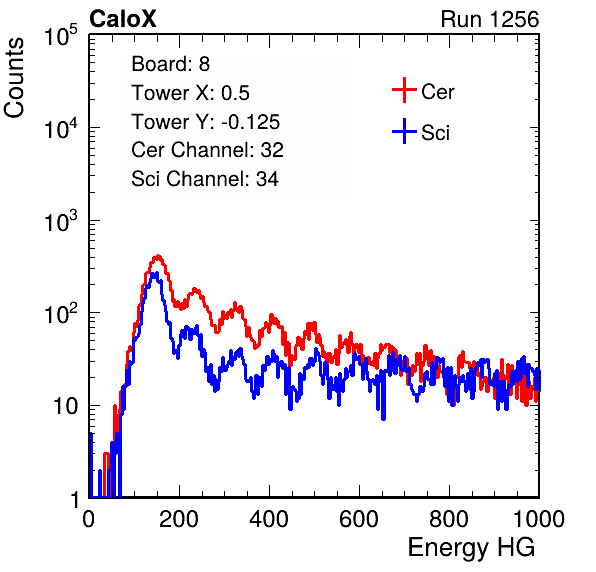 CaloX Run 1256
10^5
Counts
Board: 8
Tower X: 0.5
Tower Y: -0.125
Cer Channel: 32
Sci Channel: 34
Cer
Sci
10^4
10^3
10^2
10
1
0 200 400 600 800 1000
Energy HG